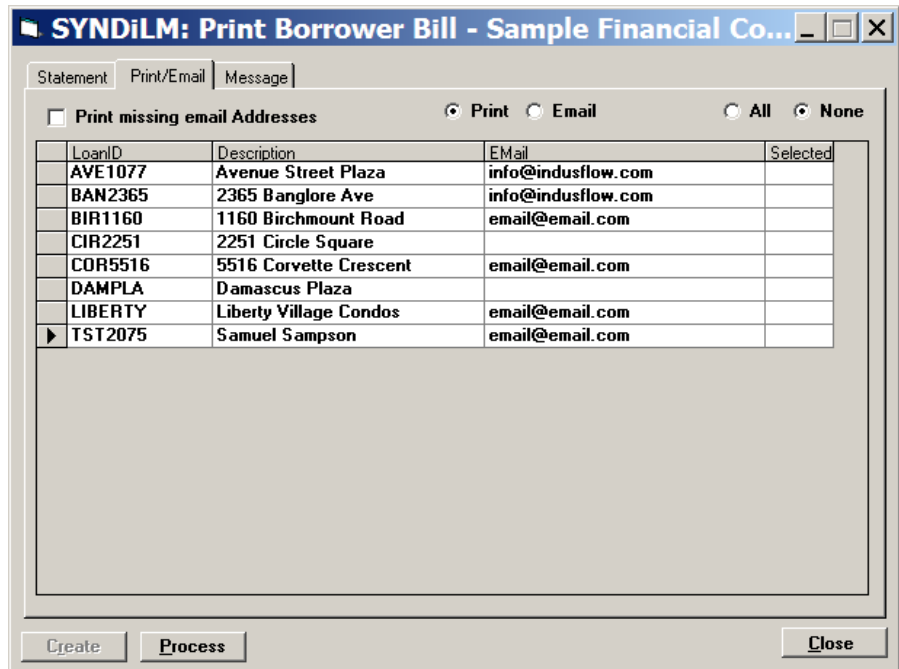 SYNDiLM: Print Borrower Bill - Sample Financial Co...
Statement Print/Email Message
Print missing email Addresses Print Email All None
LoanID Description EMail Selected
AVE1077 Avenue Street Plaza info@indusflow.com
BAN2365 2365 Banglore Ave info@indusflow.com
BIR1160 1160 Birchmount Road email@email.com
CIR2251 2251 Circle Square
COR5516 5516 Corvette Crescent email@email.com
DAMPLA Damascus Plaza
LIBERTY Liberty Village Condos email@email.com
TST2075 Samuel Sampson email@email.com
Create Process Close